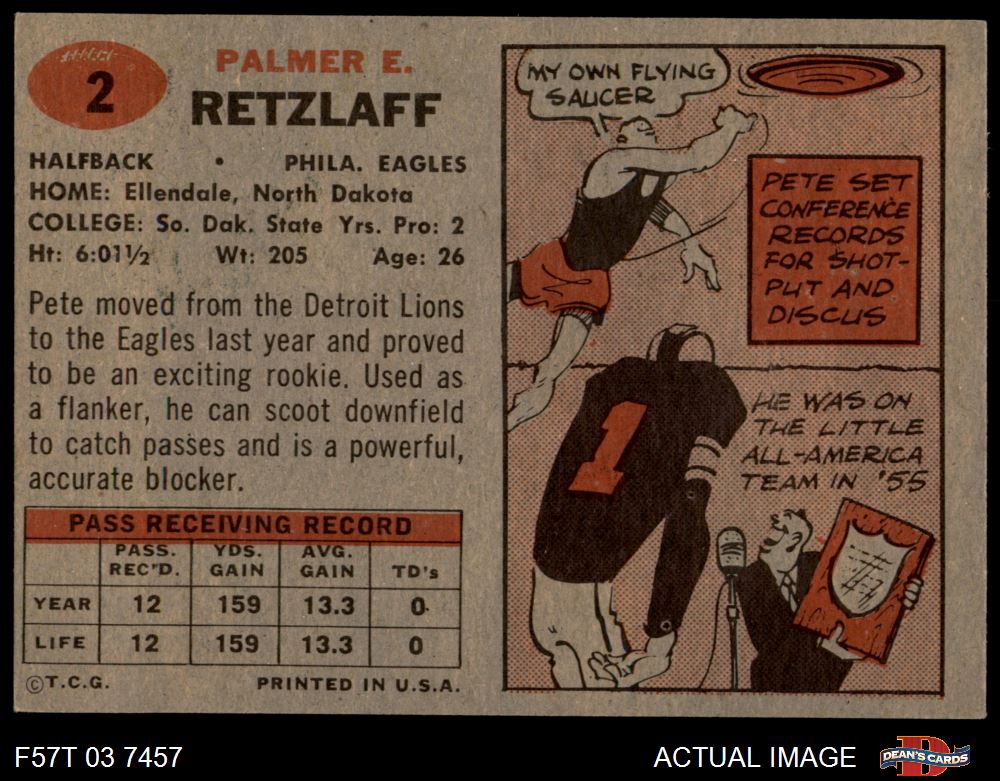 2
PALMER E.
RETZLAFF
HALFBACK • PHILA. EAGLES
HOME: Ellendale, North Dakota
COLLEGE: So. Dak. State Yrs. Pro: 2
Ht: 6:01½ Wt: 205 Age: 26
Pete moved from the Detroit Lions
to the Eagles last year and proved
to be an exciting rookie. Used as
a flanker, he can scoot downfield
to catch passes and is a powerful,
accurate blocker.
PASS RECEIVING RECORD
PASS. REC'D. YDS. GAIN AVG. GAIN TD's
YEAR 12 159 13.3 0
LIFE 12 159 13.3 0
©T.C.G. PRINTED IN U.S.A.
MY OWN FLYING
SAUCER
PETE SET
CONFERENCE
RECORDS
FOR SHOT-
PUT AND
DISCUS
1
HE WAS ON
THE LITTLE
ALL-AMERICA
TEAM IN '55
F57T 03 7457 ACTUAL IMAGE
DEAN'S CARDS